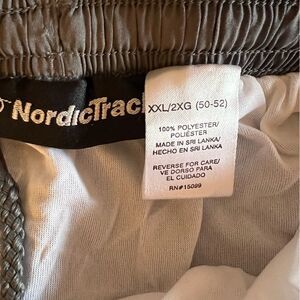 NordicTrac
XXL/2XG (50-52)
100% POLYESTER/
POLIÉSTER
MADE IN SRI LANKA/
HECHO EN SRI LANKA
REVERSE FOR CARE/
VE DORSO PARA
EL CUIDADO
RN#15099